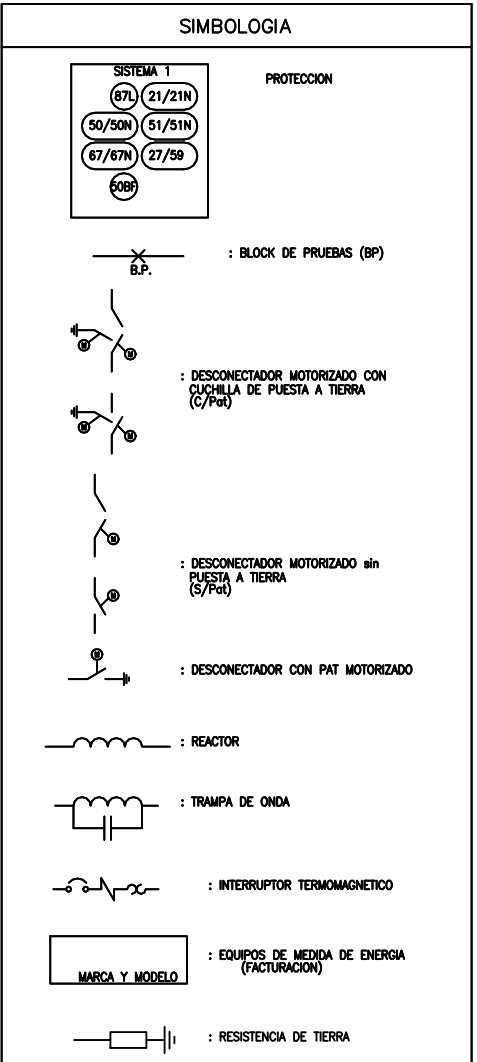 SIMBOLOGIA
SISTEMA 1
PROTECCION
87L 21/21N
50/50N 51/51N
67/67N 27/59
50BF
: BLOCK DE PRUEBAS (BP)
B.P.
M
M
: DESCONECTADOR MOTORIZADO CON
CUCHILLA DE PUESTA A TIERRA
(C/Pat)
M
M
M
: DESCONECTADOR MOTORIZADO sin
PUESTA A TIERRA
(S/Pat)
M
M
: DESCONECTADOR CON PAT MOTORIZADO
: REACTOR
: TRAMPA DE ONDA
: INTERRUPTOR TERMOMAGNETICO
: EQUIPOS DE MEDIDA DE ENERGIA
(FACTURACION)
MARCA Y MODELO
: RESISTENCIA DE TIERRA